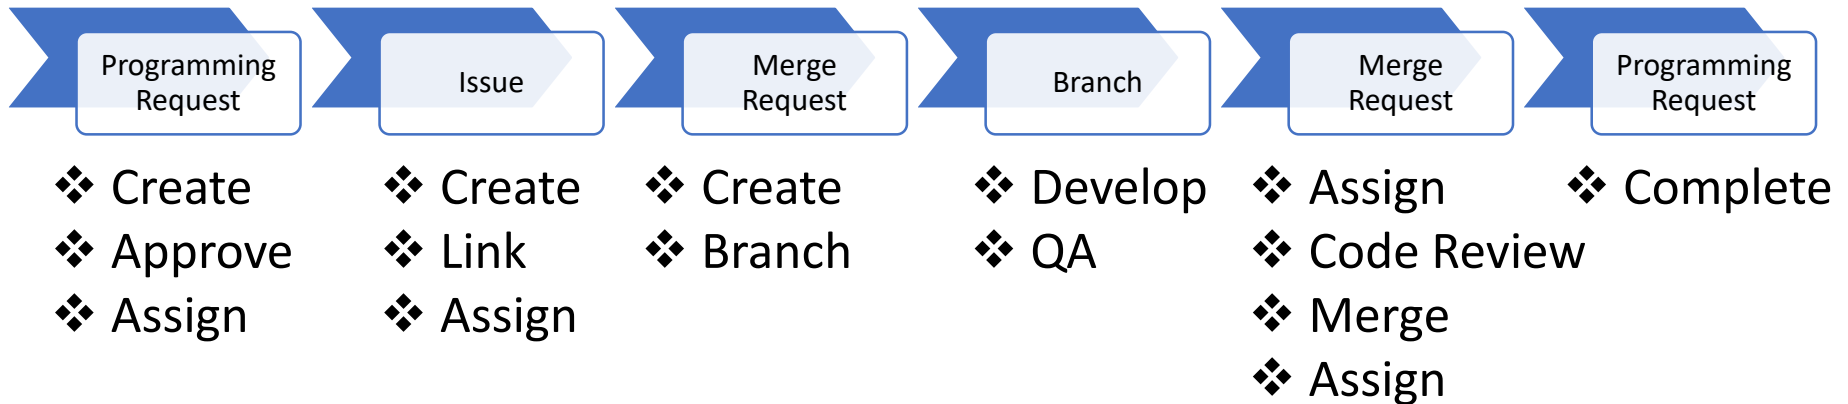 Programming
Request
Issue
Merge
Request
Branch
Merge
Request
Programming
Request
❖ Create
❖ Approve
❖ Assign
❖ Create
❖ Link
❖ Assign
❖ Create
❖ Branch
❖ Develop
❖ QA
❖ Assign
❖ Code Review
❖ Merge
❖ Assign
❖ Complete